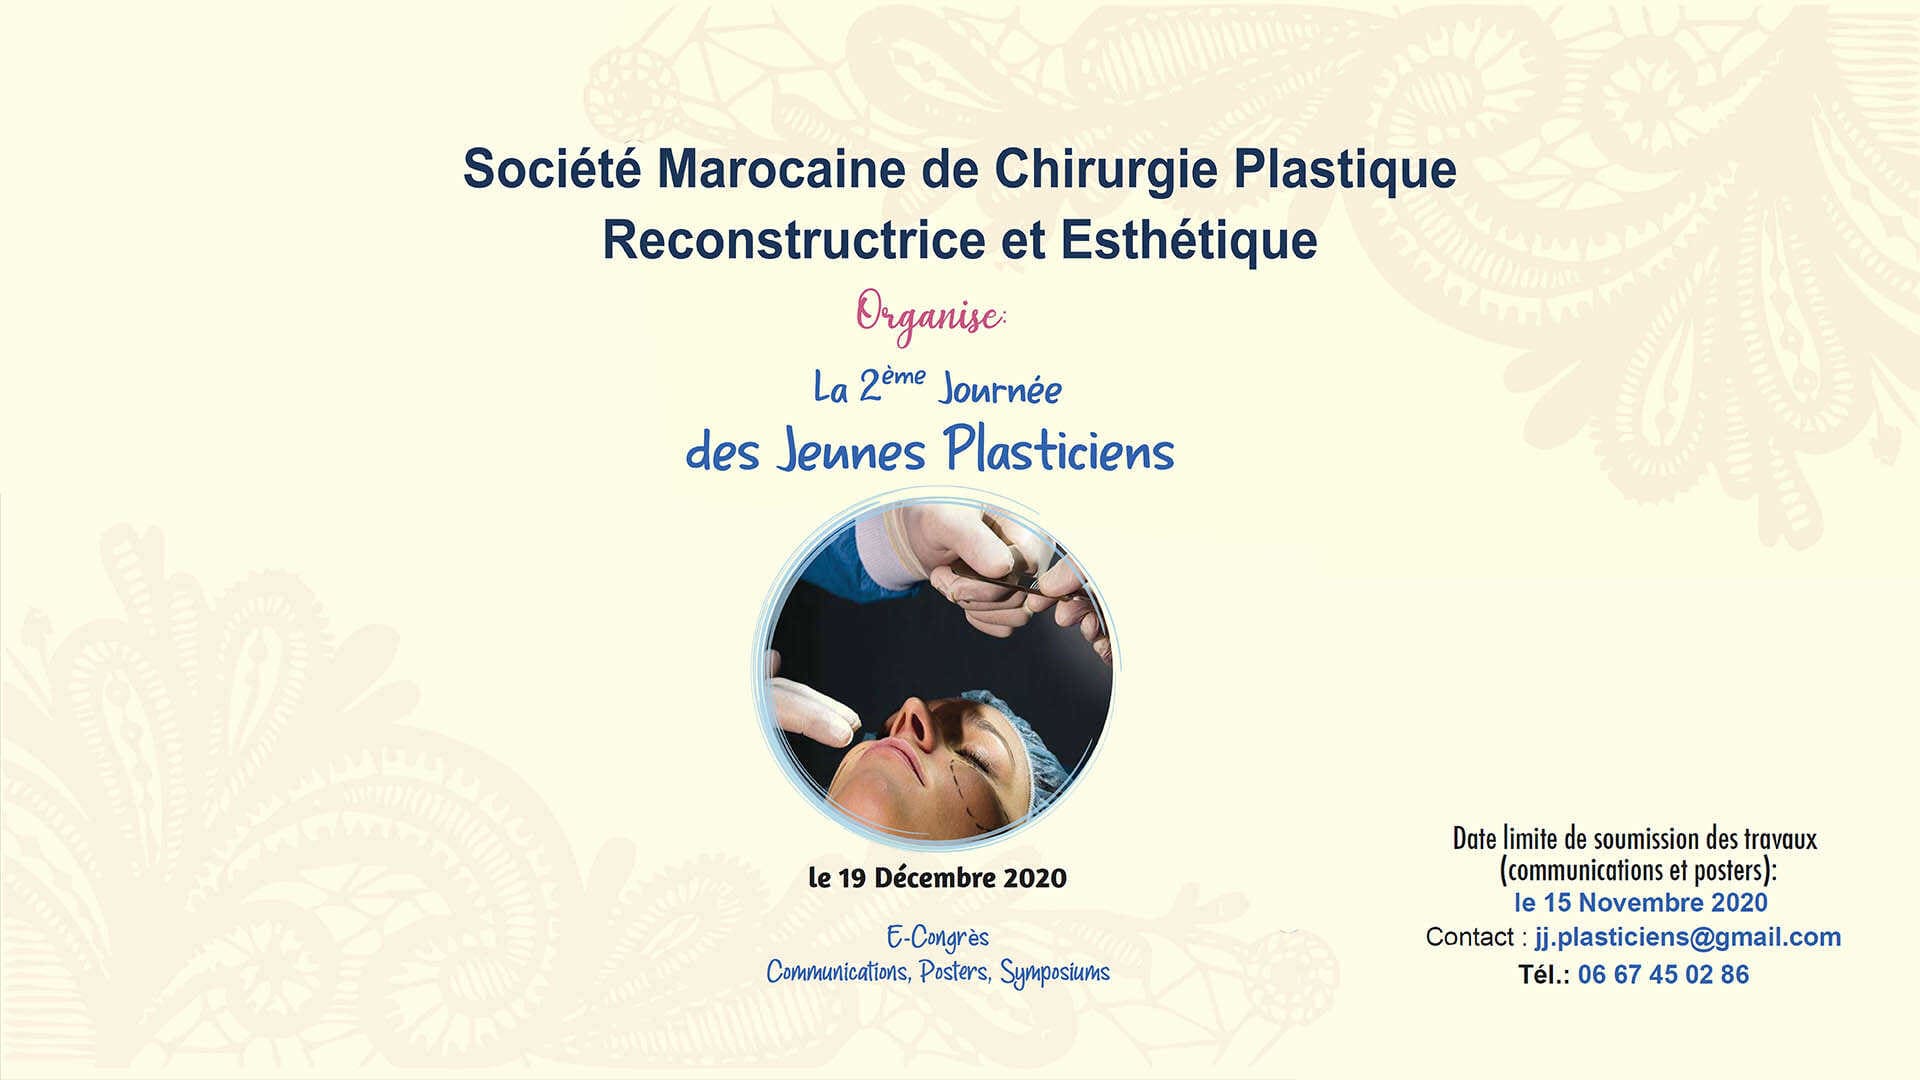 Société Marocaine de Chirurgie Plastique
Reconstructrice et Esthétique
Organise:
La 2ème Journée
des Jeunes Plasticiens
le 19 Décembre 2020
E-Congrès
Communications, Posters, Symposiums
Date limite de soumission des travaux
(communications et posters):
le 15 Novembre 2020
Contact : jj.plasticiens@gmail.com
Tél.: 06 67 45 02 86